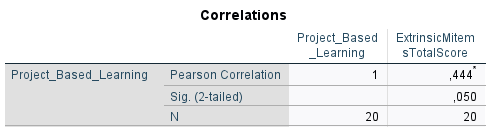 Correlations
Project_Based
_Learning
ExtrinsicMitem
sTotalScore
Project_Based_Learning
Pearson Correlation 1 ,444*
Sig. (2-tailed) ,050
N 20 20